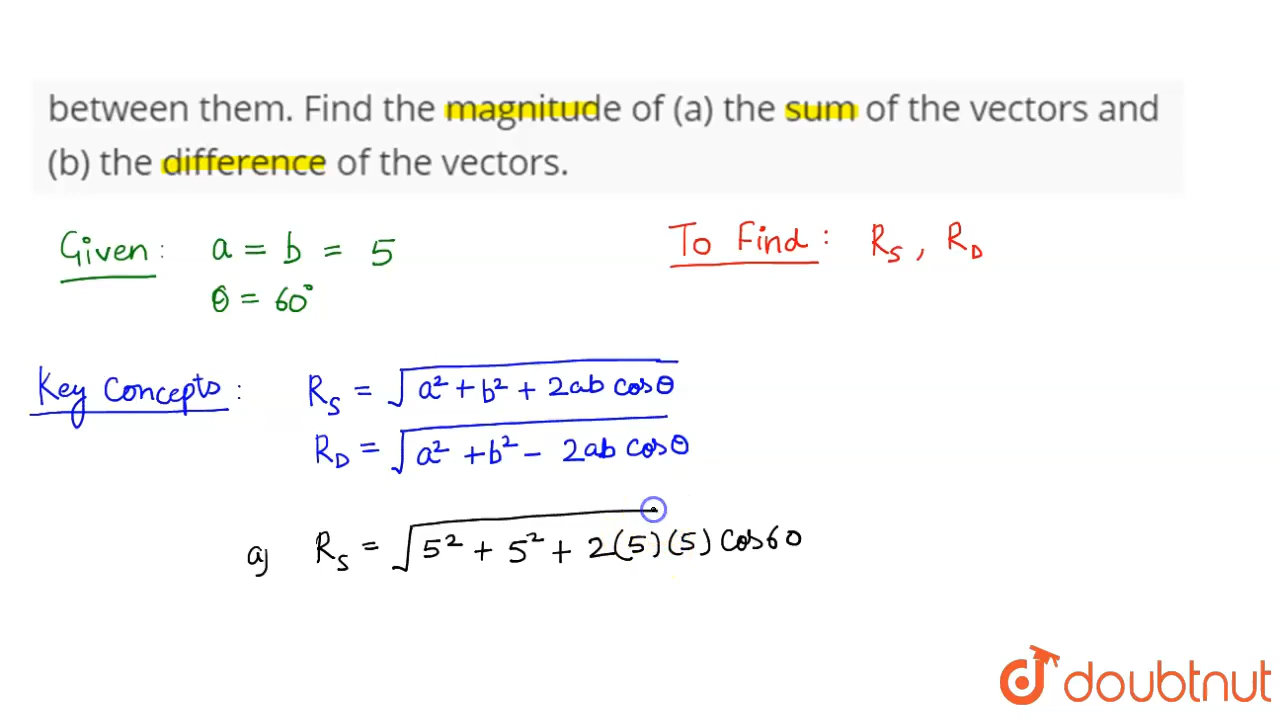 between them. Find the magnitude of (a) the sum of the vectors and
(b) the difference of the vectors.
Given: a = b = 5
θ = 60°
To Find: R_S, R_D
Key Concepts: R_S = √(a² + b² + 2ab cosθ)
R_D = √(a² + b² - 2ab cosθ)
a) R_S = √(5² + 5² + 2(5)(5) cos60
doubtnut